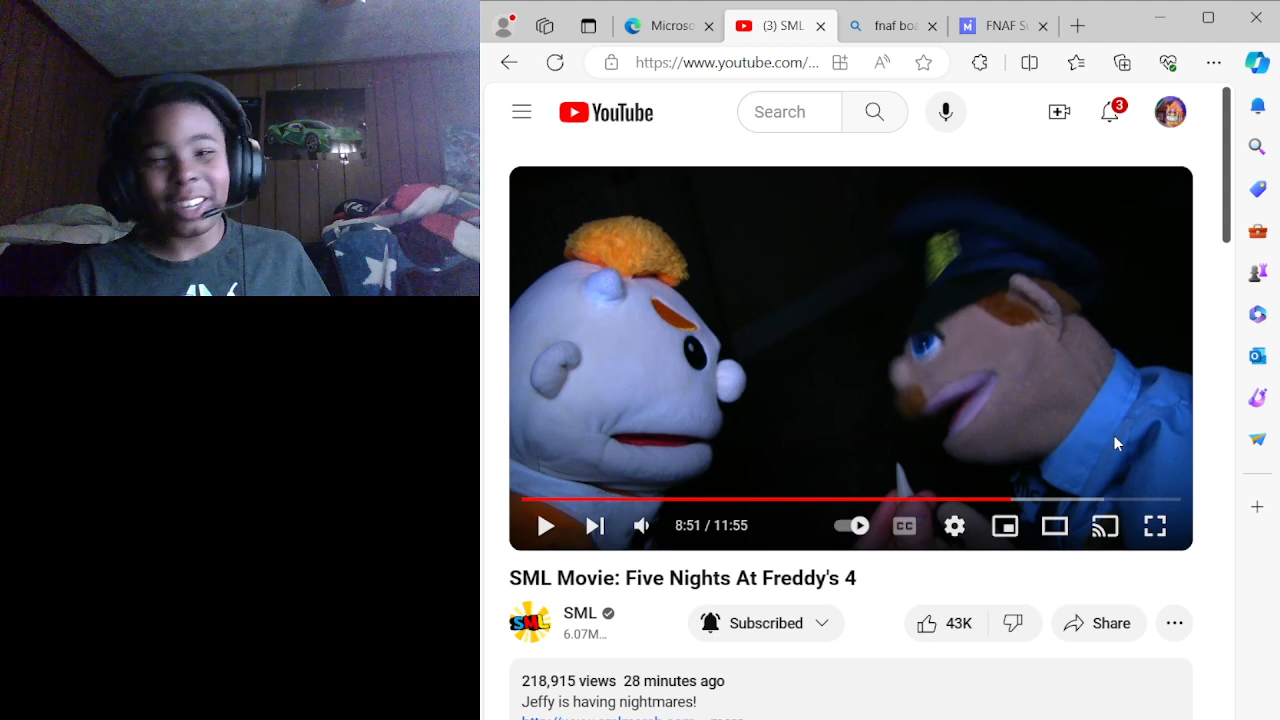 Microso
(3) SML
fnaf boa
FNAF S
https://www.youtube.com/...
YouTube
Search
3
8:51 / 11:55
CC
SML Movie: Five Nights At Freddy's 4
SML
SML
6.07M...
Subscribed
43K
Share
218,915 views 28 minutes ago
Jeffy is having nightmares!